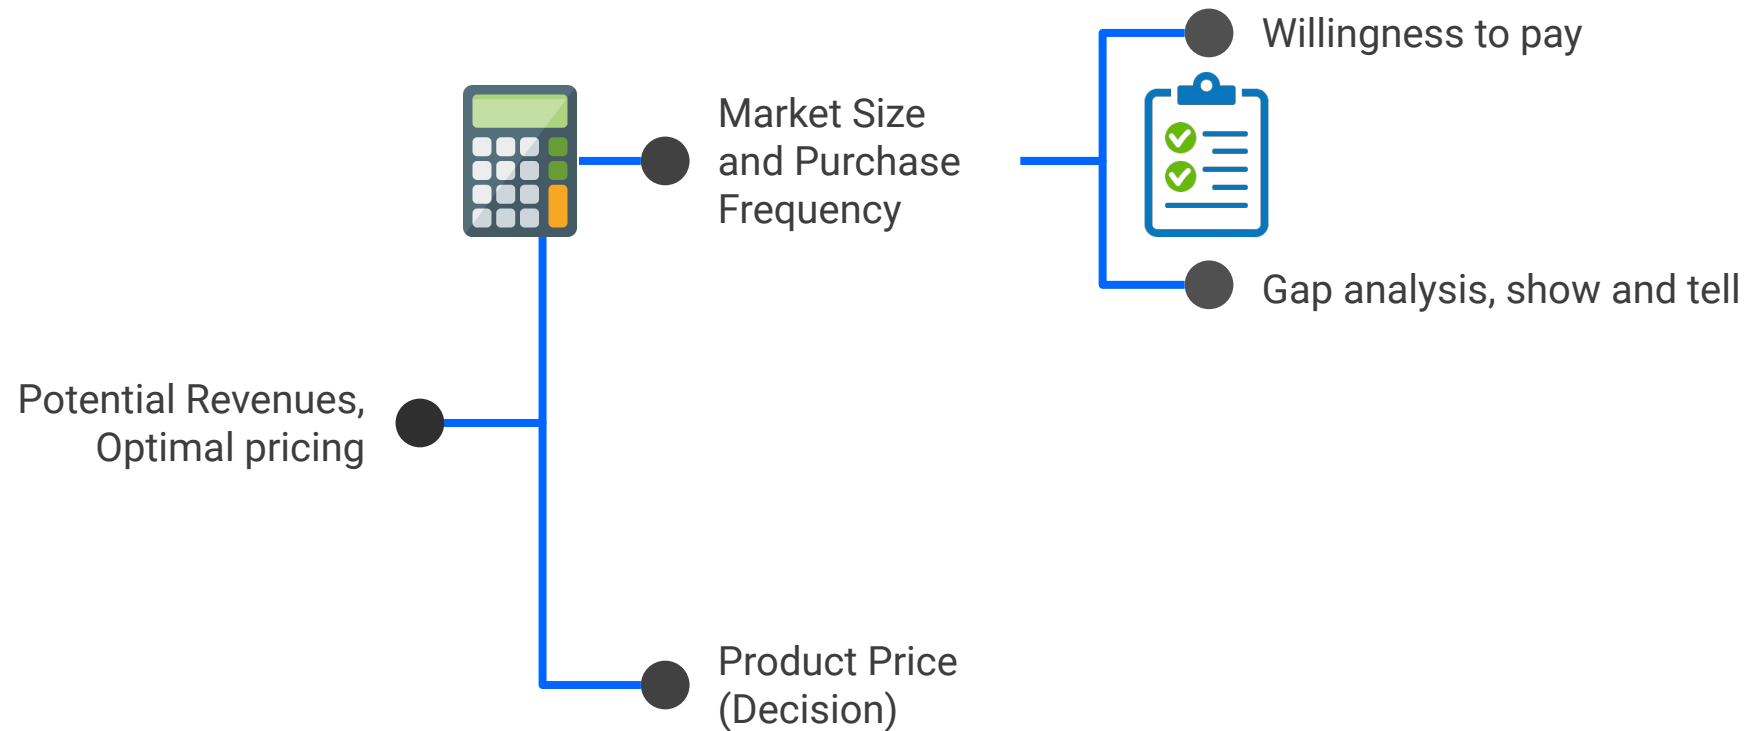 Willingness to pay
Market Size
and Purchase
Frequency
Gap analysis, show and tell
Potential Revenues,
Optimal pricing
Product Price
(Decision)